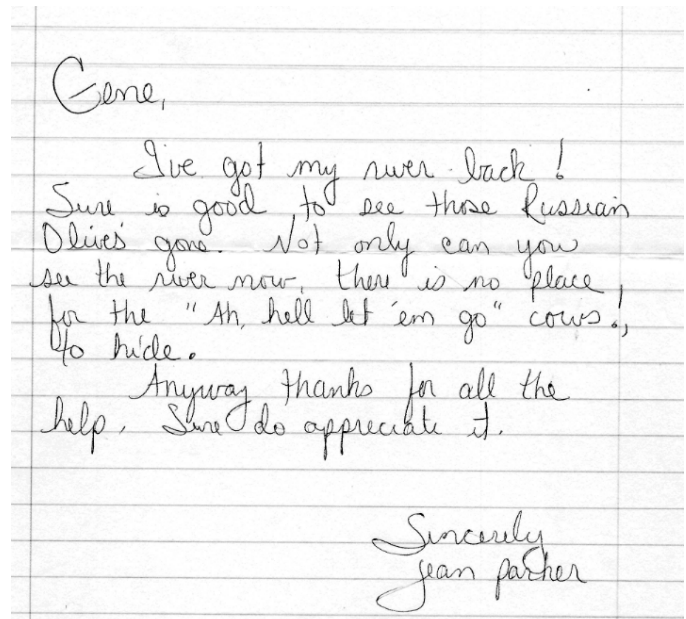 Gene,
I've got my river back!
Sure is good to see those Russian
Olives gone. Not only can you
see the river now, there is no place
for the "Ah, hell let 'em go" cows!,
to hide.
Anyway thanks for all the
help. Sure do appreciate it.
Sincerely
Jean Parker